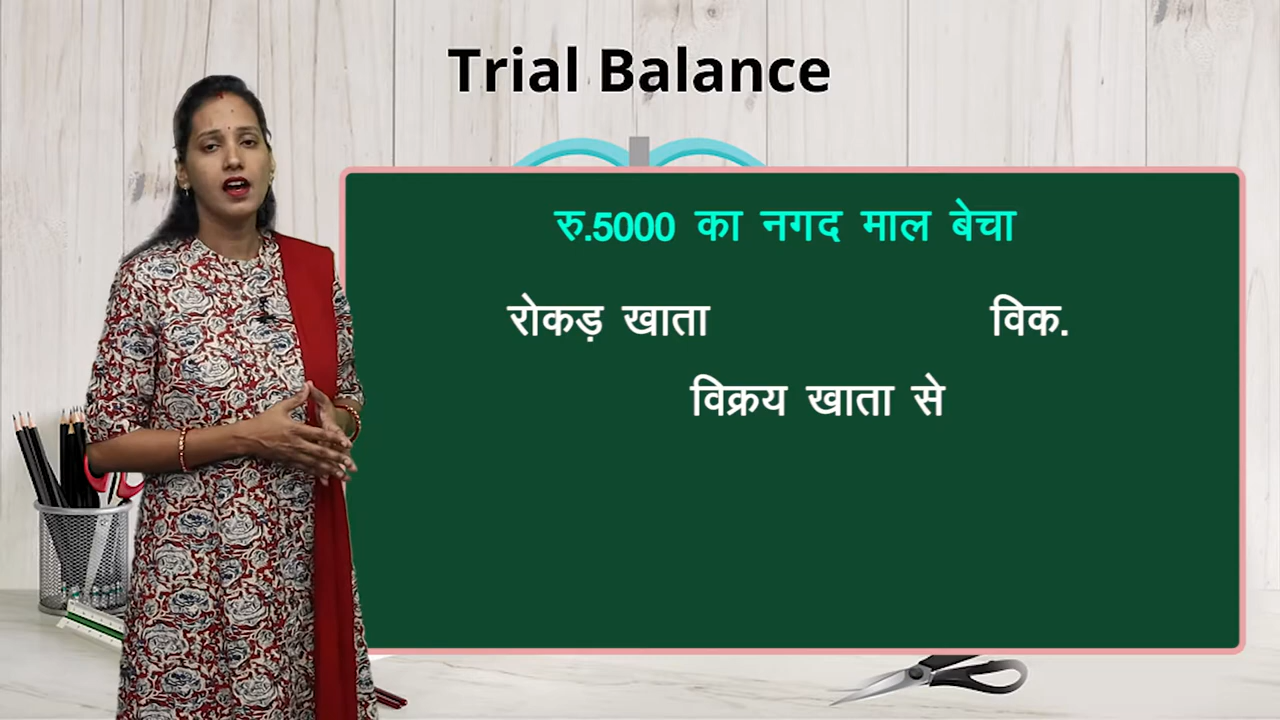 Trial Balance
रु.5000 का नगद माल बेचा
रोकड़ खाता विक.
विक्रय खाता से